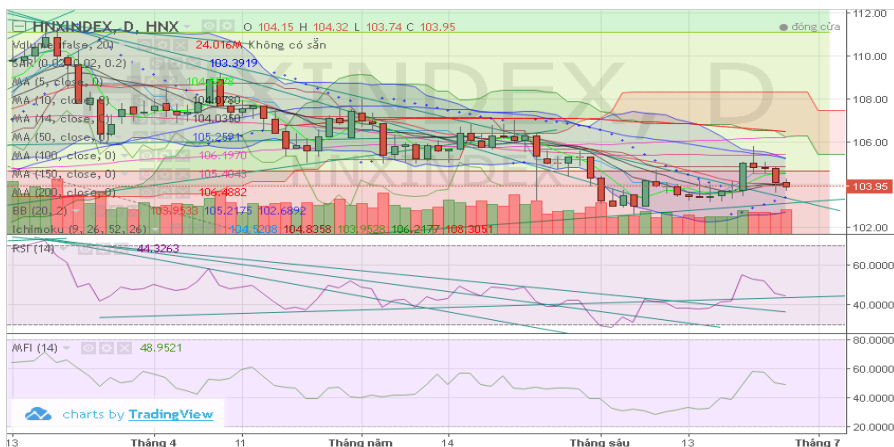 HNXINDEX, D, HNX O 104.15 H 104.32 L 103.74 C 103.95
đóng cửa
Volume (false, 20) 24.016M Không có sẵn
SAR (0.02, 0.02, 0.2) 103.3919
MA (5, close, 0)
MA (10, close, 0) 104.0780
MA (14, close, 0) 104.0350
MA (50, close, 0) 105.2591
MA (100, close, 0) 106.1970
MA (-150, close, 0) 105.4043
MA (200, close, 0) 106.4882
BB (20, 2) 103.9533 105.2175 102.6892
Ichimoku (9, 26, 52, 26) 104.5208 104.8358 103.9528 106.2177 108.3051
HNXINDEX, D
HNXINDEX
112.00
110.00
108.00
106.00
103.95
102.00
RSI (14) 44.3263
60.0000
40.0000
MFI (14) 48.9521
80.0000
60.0000
40.0000
20.0000
charts by TradingView
13 Tháng 4 11 Tháng năm 14 Tháng sáu 13 Tháng 7